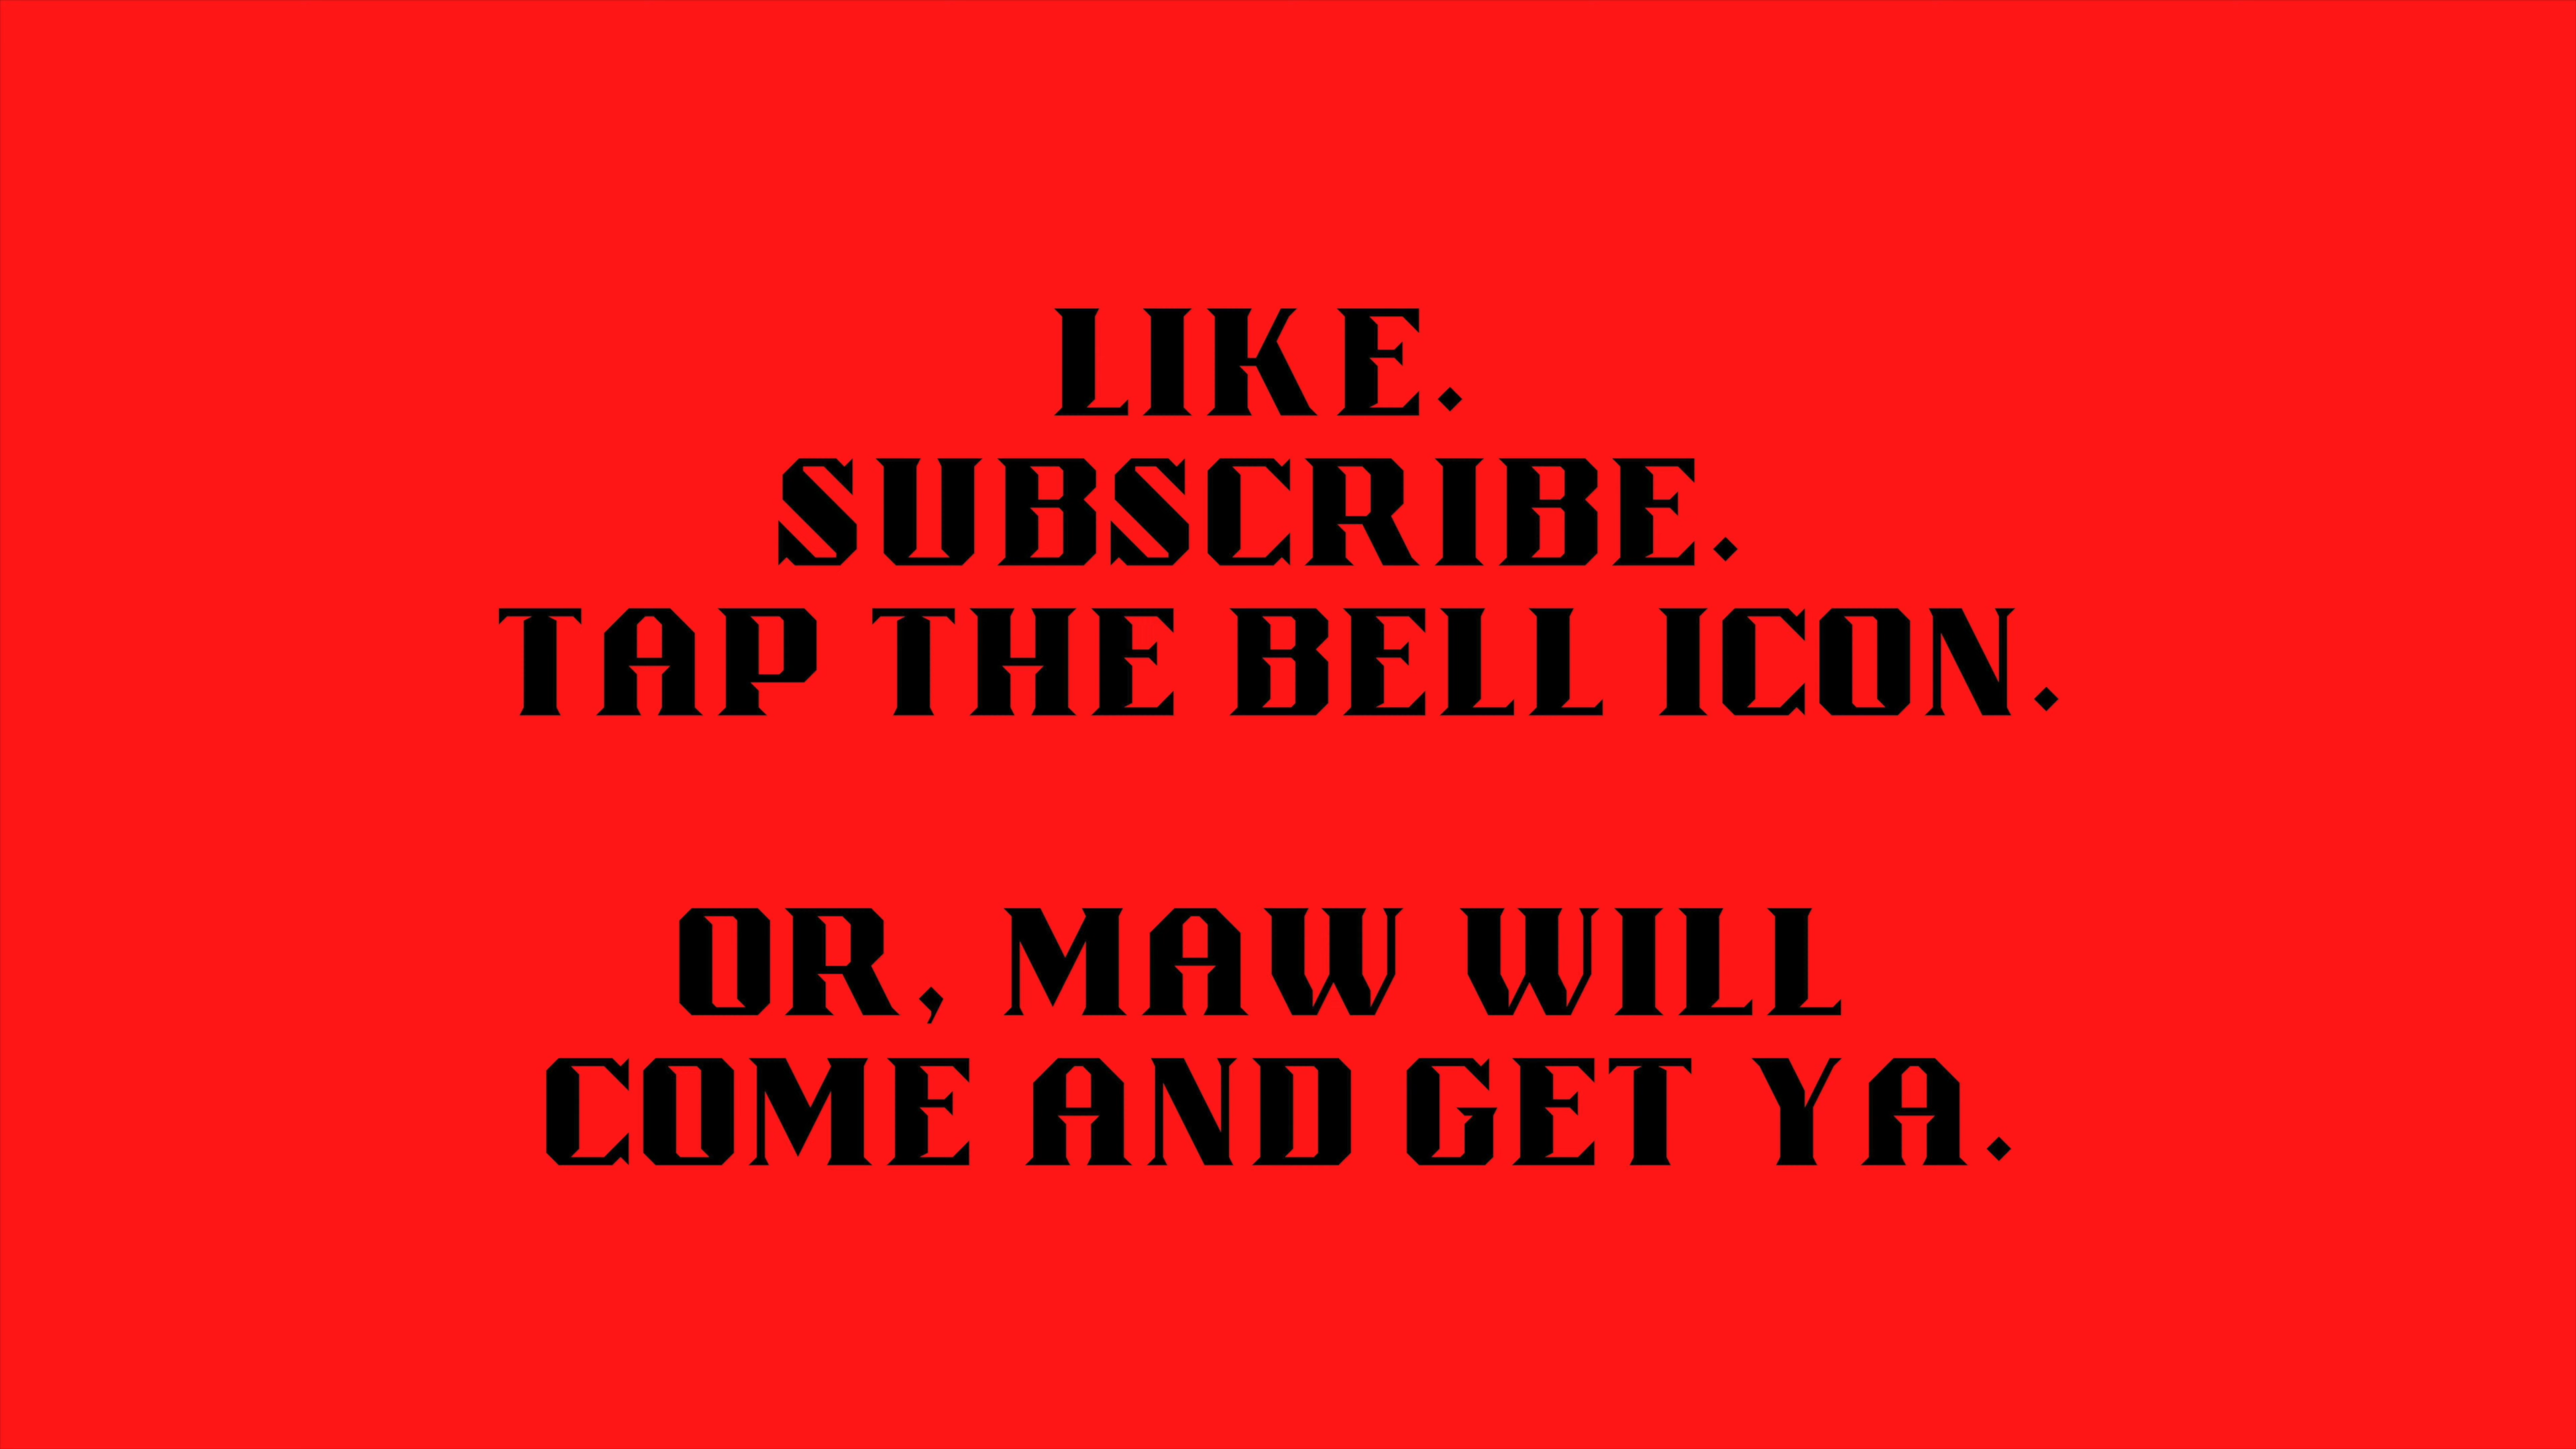 LIKE.
SUBSCRIBE.
TAP THE BELL ICON.
OR, MAW WILL
COME AND GET YA.